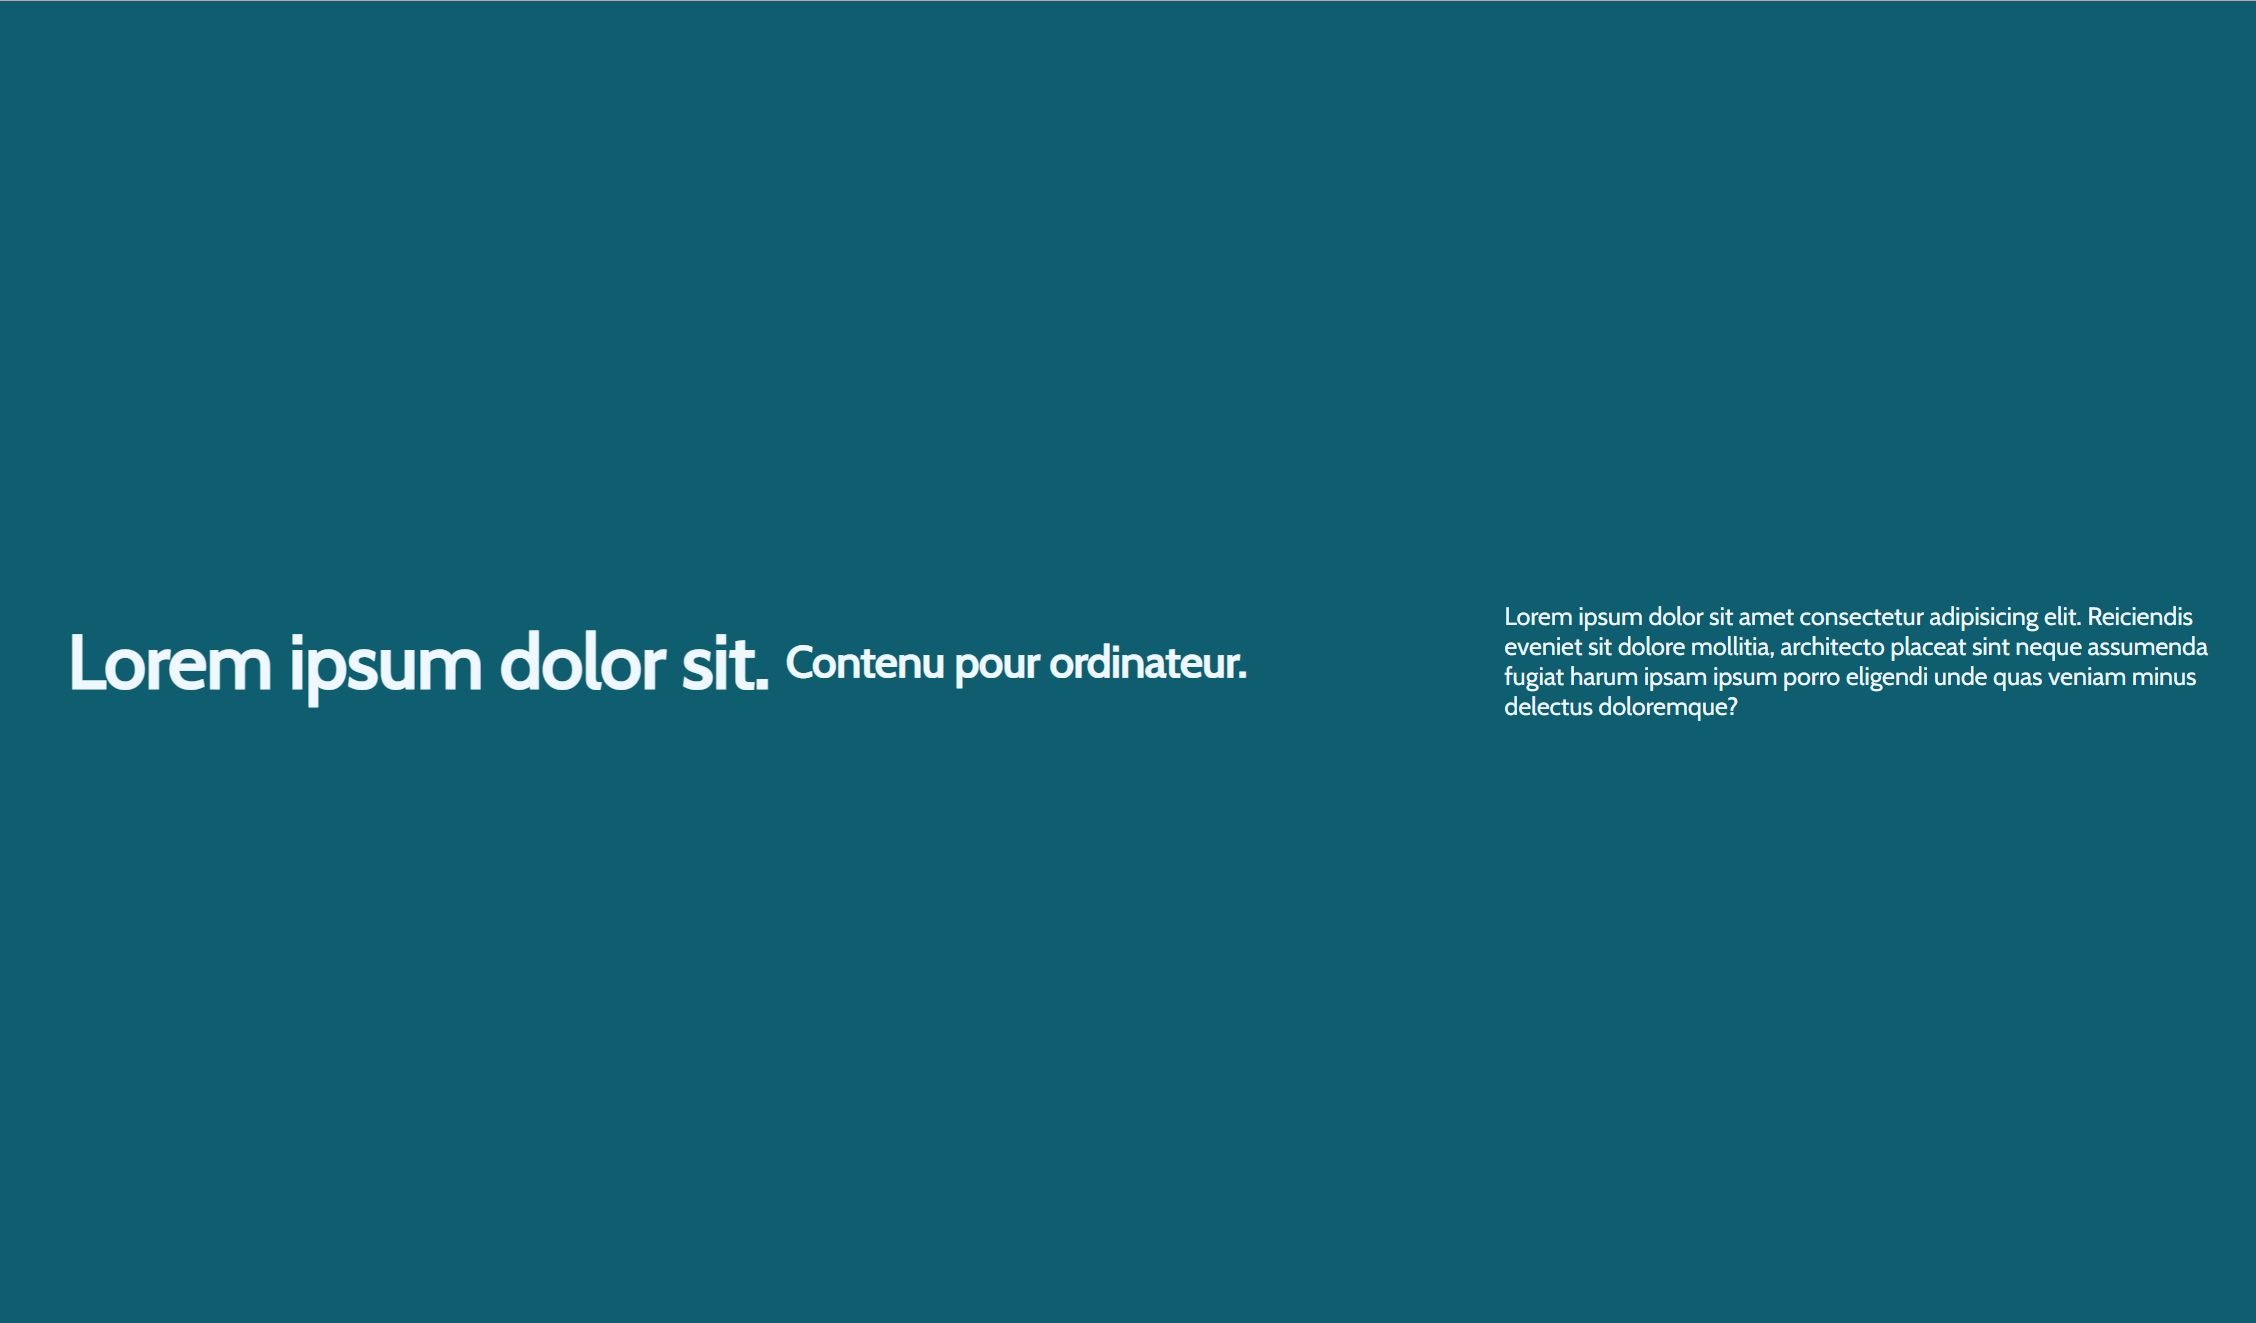 Lorem ipsum dolor sit.
Contenu pour ordinateur.
Lorem ipsum dolor sit amet consectetur adipisicing elit. Reiciendis
eveniet sit dolore mollitia, architecto placeat sint neque assumenda
fugiat harum ipsam ipsum porro eligendi unde quas veniam minus
delectus doloremque?